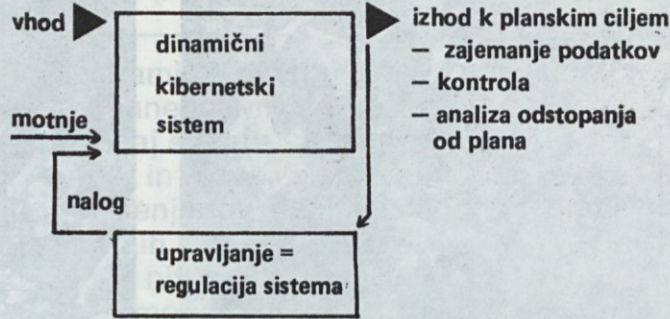 vhod
dinamični
kibernetski
sistem
motnje
nalog
izhod k planskim ciljem
— zajemanje podatkov
— kontrola
— analiza odstopanja
od plana
upravljanje =
regulacija sistema